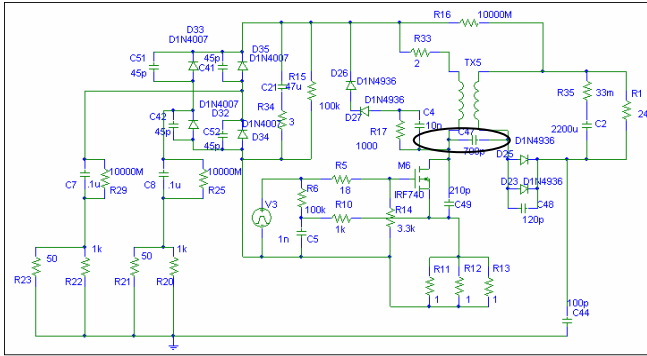 R16 10000M
D33
D1N4007
C51 45p D35
45p C41 D1N4007
R33
2
TX5
D26
D1N4936
D27
R15
47u
C21
100k
R34
3
C4
10p
R17
1000
R35 33m
R1
24
C2
2200u
C42
45p
D1N4007
D32
C52 D1N4007
45p D34
C47
700p
D1N4936
D25
D23 D1N4936
C48
120p
10000M
C7 .1u R29
10000M
C8 .1u R25
R5
18
M6
IRF740
210p
C49
V3
R6
100k
R10
1k
R14
3.3k
1n C5
50 1k
R23 R22
50 1k
R21 R20
R11 R12 R13
1 1 1
100p
C44